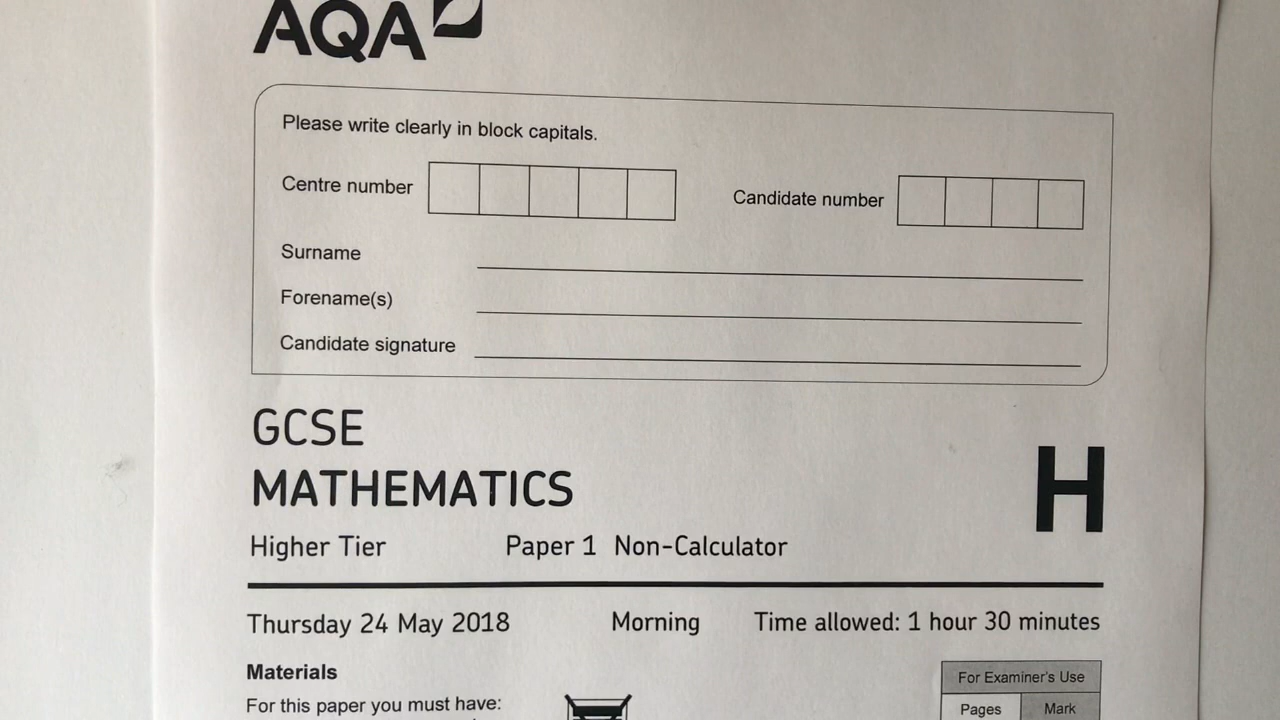 AQA
Please write clearly in block capitals.
Centre number
Candidate number
Surname
Forename(s)
Candidate signature
GCSE
MATHEMATICS
H
Higher Tier Paper 1 Non-Calculator
Thursday 24 May 2018 Morning Time allowed: 1 hour 30 minutes
Materials
For this paper you must have:
For Examiner's Use
Pages Mark